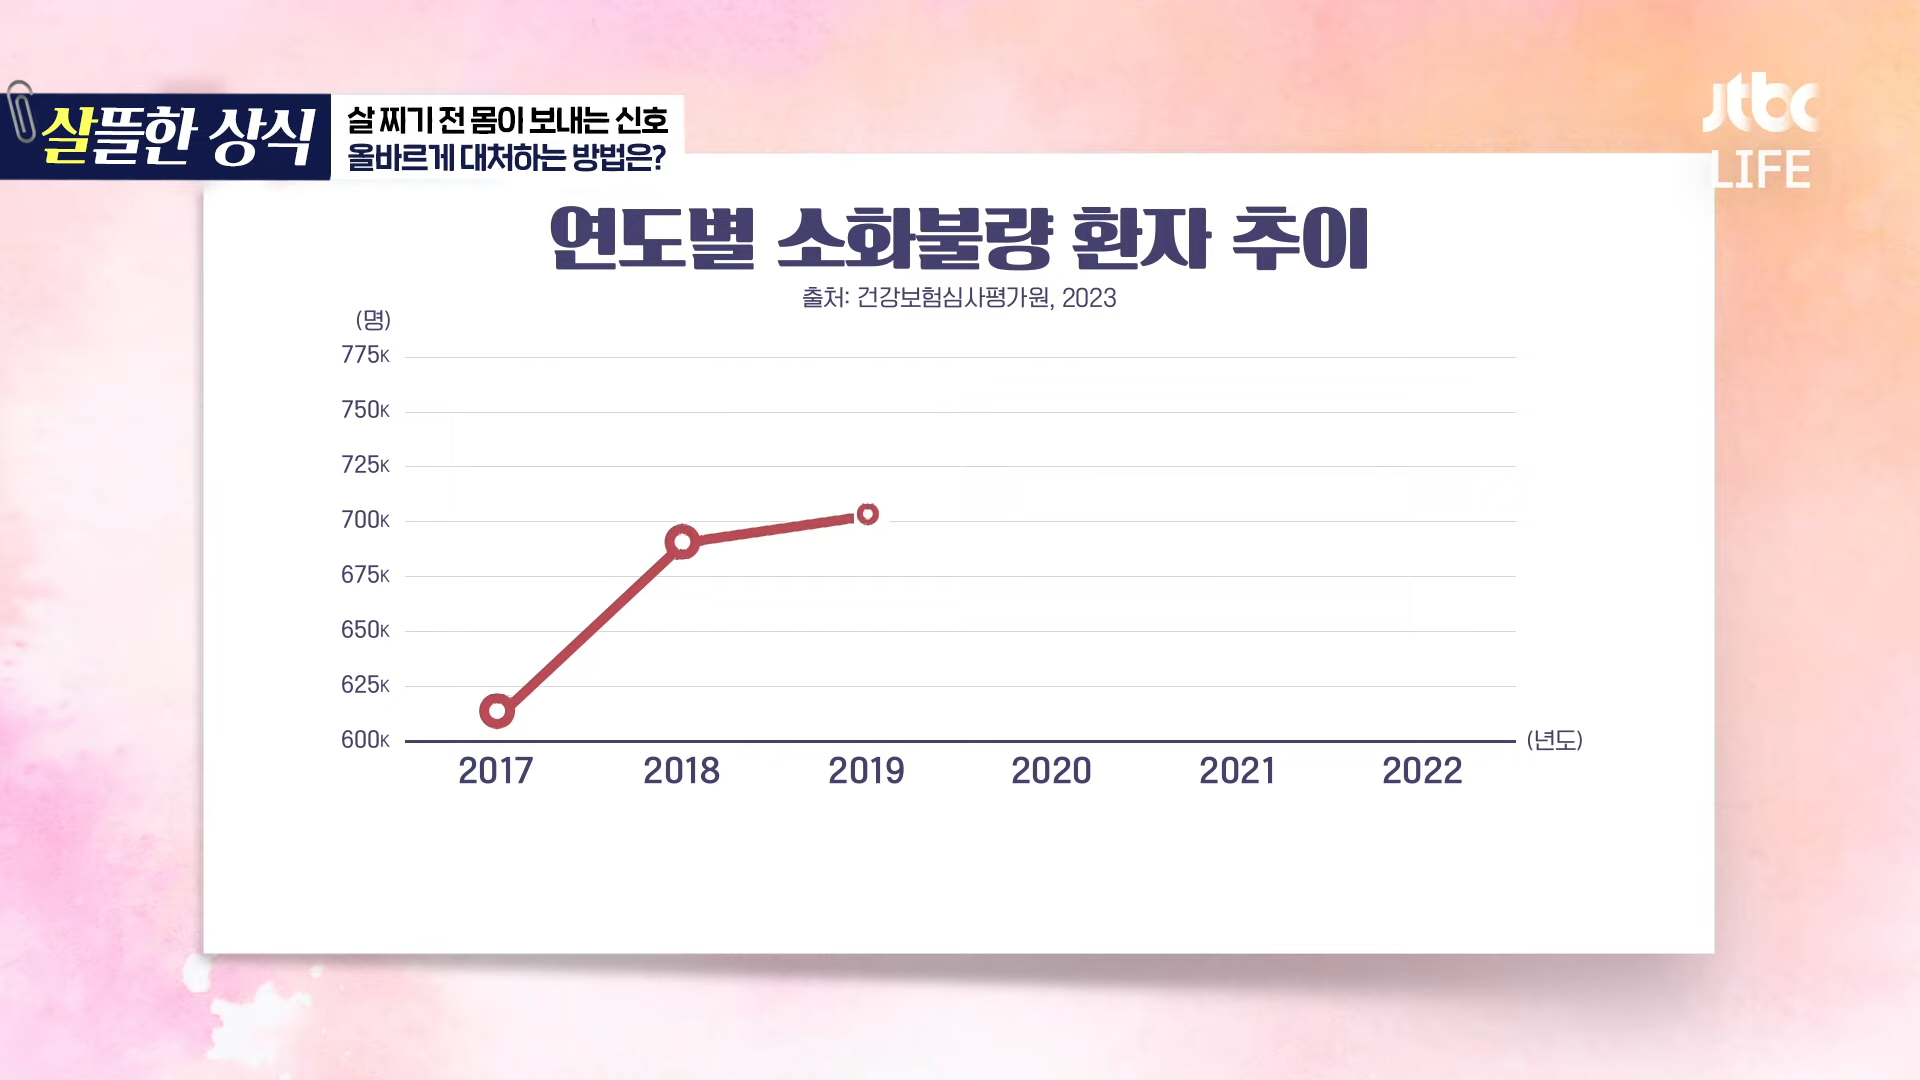 살뜰한 상식
살 찌기 전 몸이 보내는 신호
올바르게 대처하는 방법은?
jtbc
LIFE
연도별 소화불량 환자 추이
출처: 건강보험심사평가원, 2023
(명)
775K
750K
725K
700K
675K
650K
625K
600K
(년도)
2017 2018 2019 2020 2021 2022